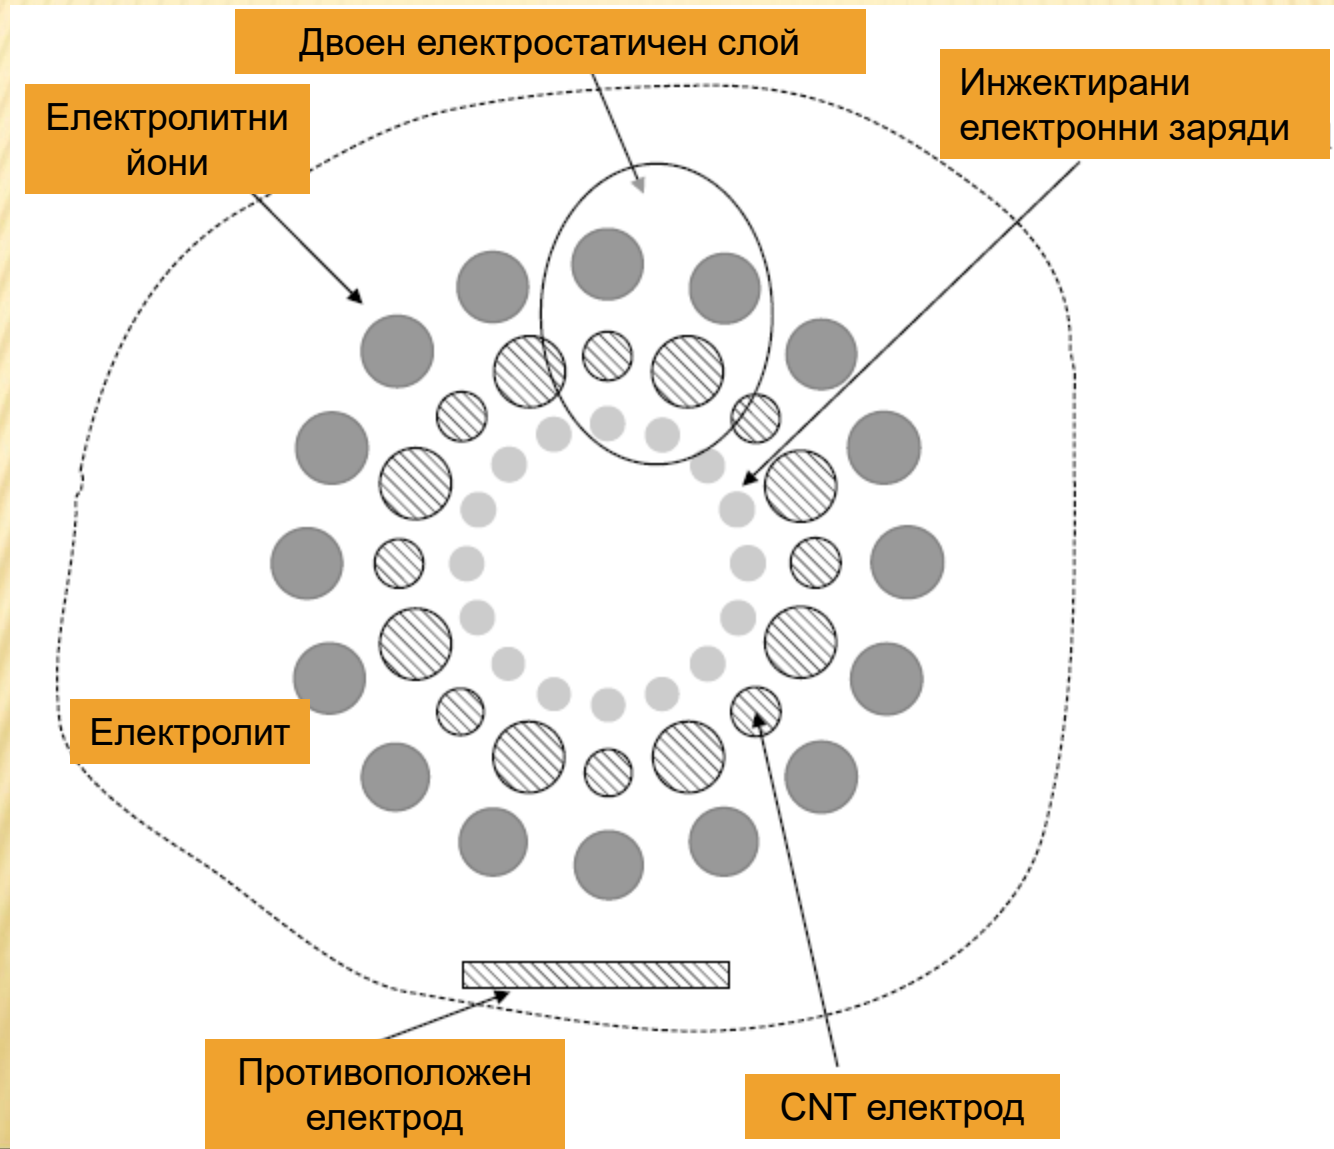 Двоен електростатичен слой
Инжектирани
електронни заряди
Електролитни
йони
Електролит
Противоположен
електрод
CNT електрод